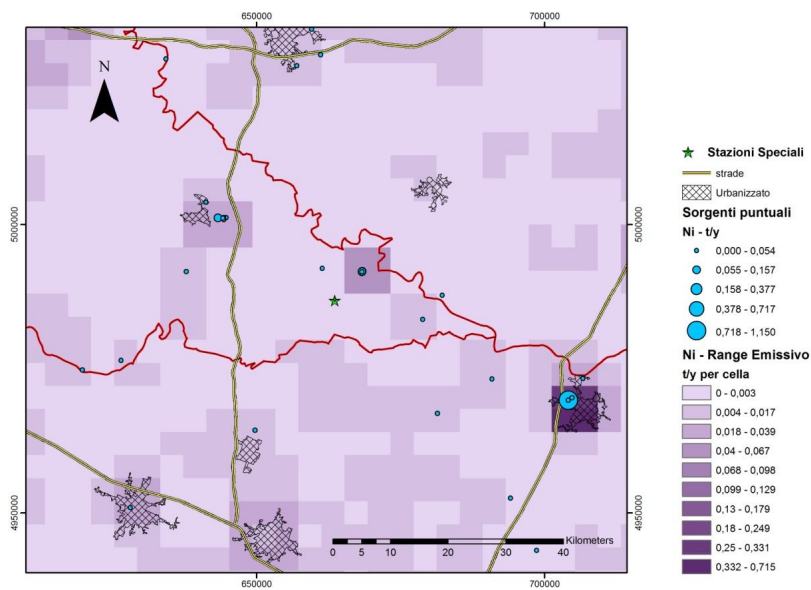 650000
700000
N
5000000
5000000
4950000
4950000
Kilometers
0 5 10 20 30 40
650000
700000
Stazioni Speciali
strade
Urbanizzato
Sorgenti puntuali
Ni - t/y
0,000 - 0,054
0,055 - 0,157
0,158 - 0,377
0,378 - 0,717
0,718 - 1,150
Ni - Range Emissivo
t/y per cella
0 - 0,003
0,004 - 0,017
0,018 - 0,039
0,04 - 0,067
0,068 - 0,098
0,099 - 0,129
0,13 - 0,179
0,18 - 0,249
0,25 - 0,331
0,332 - 0,715